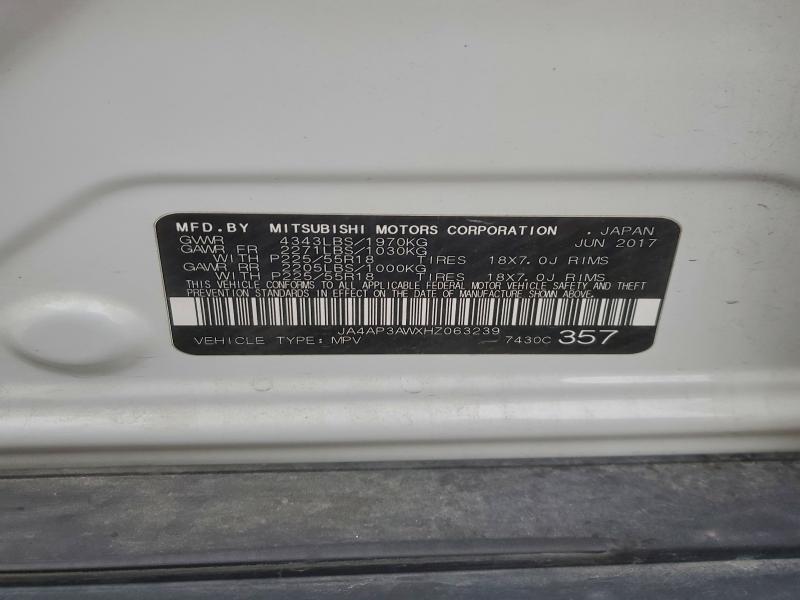 MFD.BY MITSUBISHI MOTORS CORPORATION . JAPAN
GVWR 4343LBS/1970KG JUN 2017
GAWR FR 2271LBS/1030KG
WITH P225/55R18 TIRES 18X7.0J RIMS
GAWR RR 2205LBS/1000KG
WITH P225/55R18 TIRES 18X7.0J RIMS
THIS VEHICLE CONFORMS TO ALL APPLICABLE FEDERAL MOTOR VEHICLE SAFETY AND THEFT
PREVENTION STANDARDS IN EFFECT ON THE DATE OF MANUFACTURE SHOWN ABOVE.
JA4AP3AWXHZ063239
VEHICLE TYPE: MPV 7430C 357